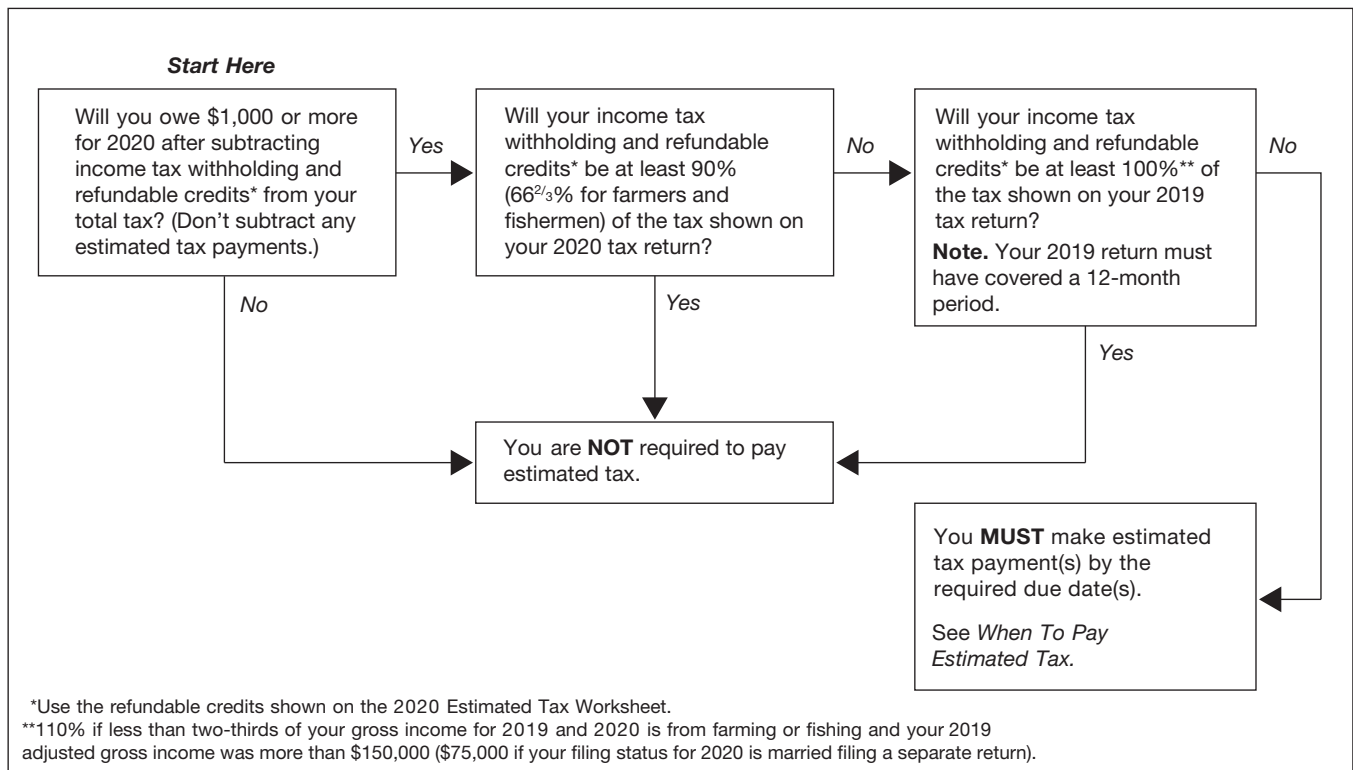 Start Here
Will you owe $1,000 or more
for 2020 after subtracting
income tax withholding and
refundable credits* from your
total tax? (Don't subtract any
estimated tax payments.)
Yes
No
Will your income tax
withholding and refundable
credits* be at least 90%
(66²/₃% for farmers and
fishermen) of the tax shown on
your 2020 tax return?
No
Yes
Will your income tax
withholding and refundable
credits* be at least 100%** of
the tax shown on your 2019
tax return?
Note. Your 2019 return must
have covered a 12-month
period.
No
Yes
You are NOT required to pay
estimated tax.
You MUST make estimated
tax payment(s) by the
required due date(s).
See When To Pay
Estimated Tax.
*Use the refundable credits shown on the 2020 Estimated Tax Worksheet.
**110% if less than two-thirds of your gross income for 2019 and 2020 is from farming or fishing and your 2019
adjusted gross income was more than $150,000 ($75,000 if your filing status for 2020 is married filing a separate return).